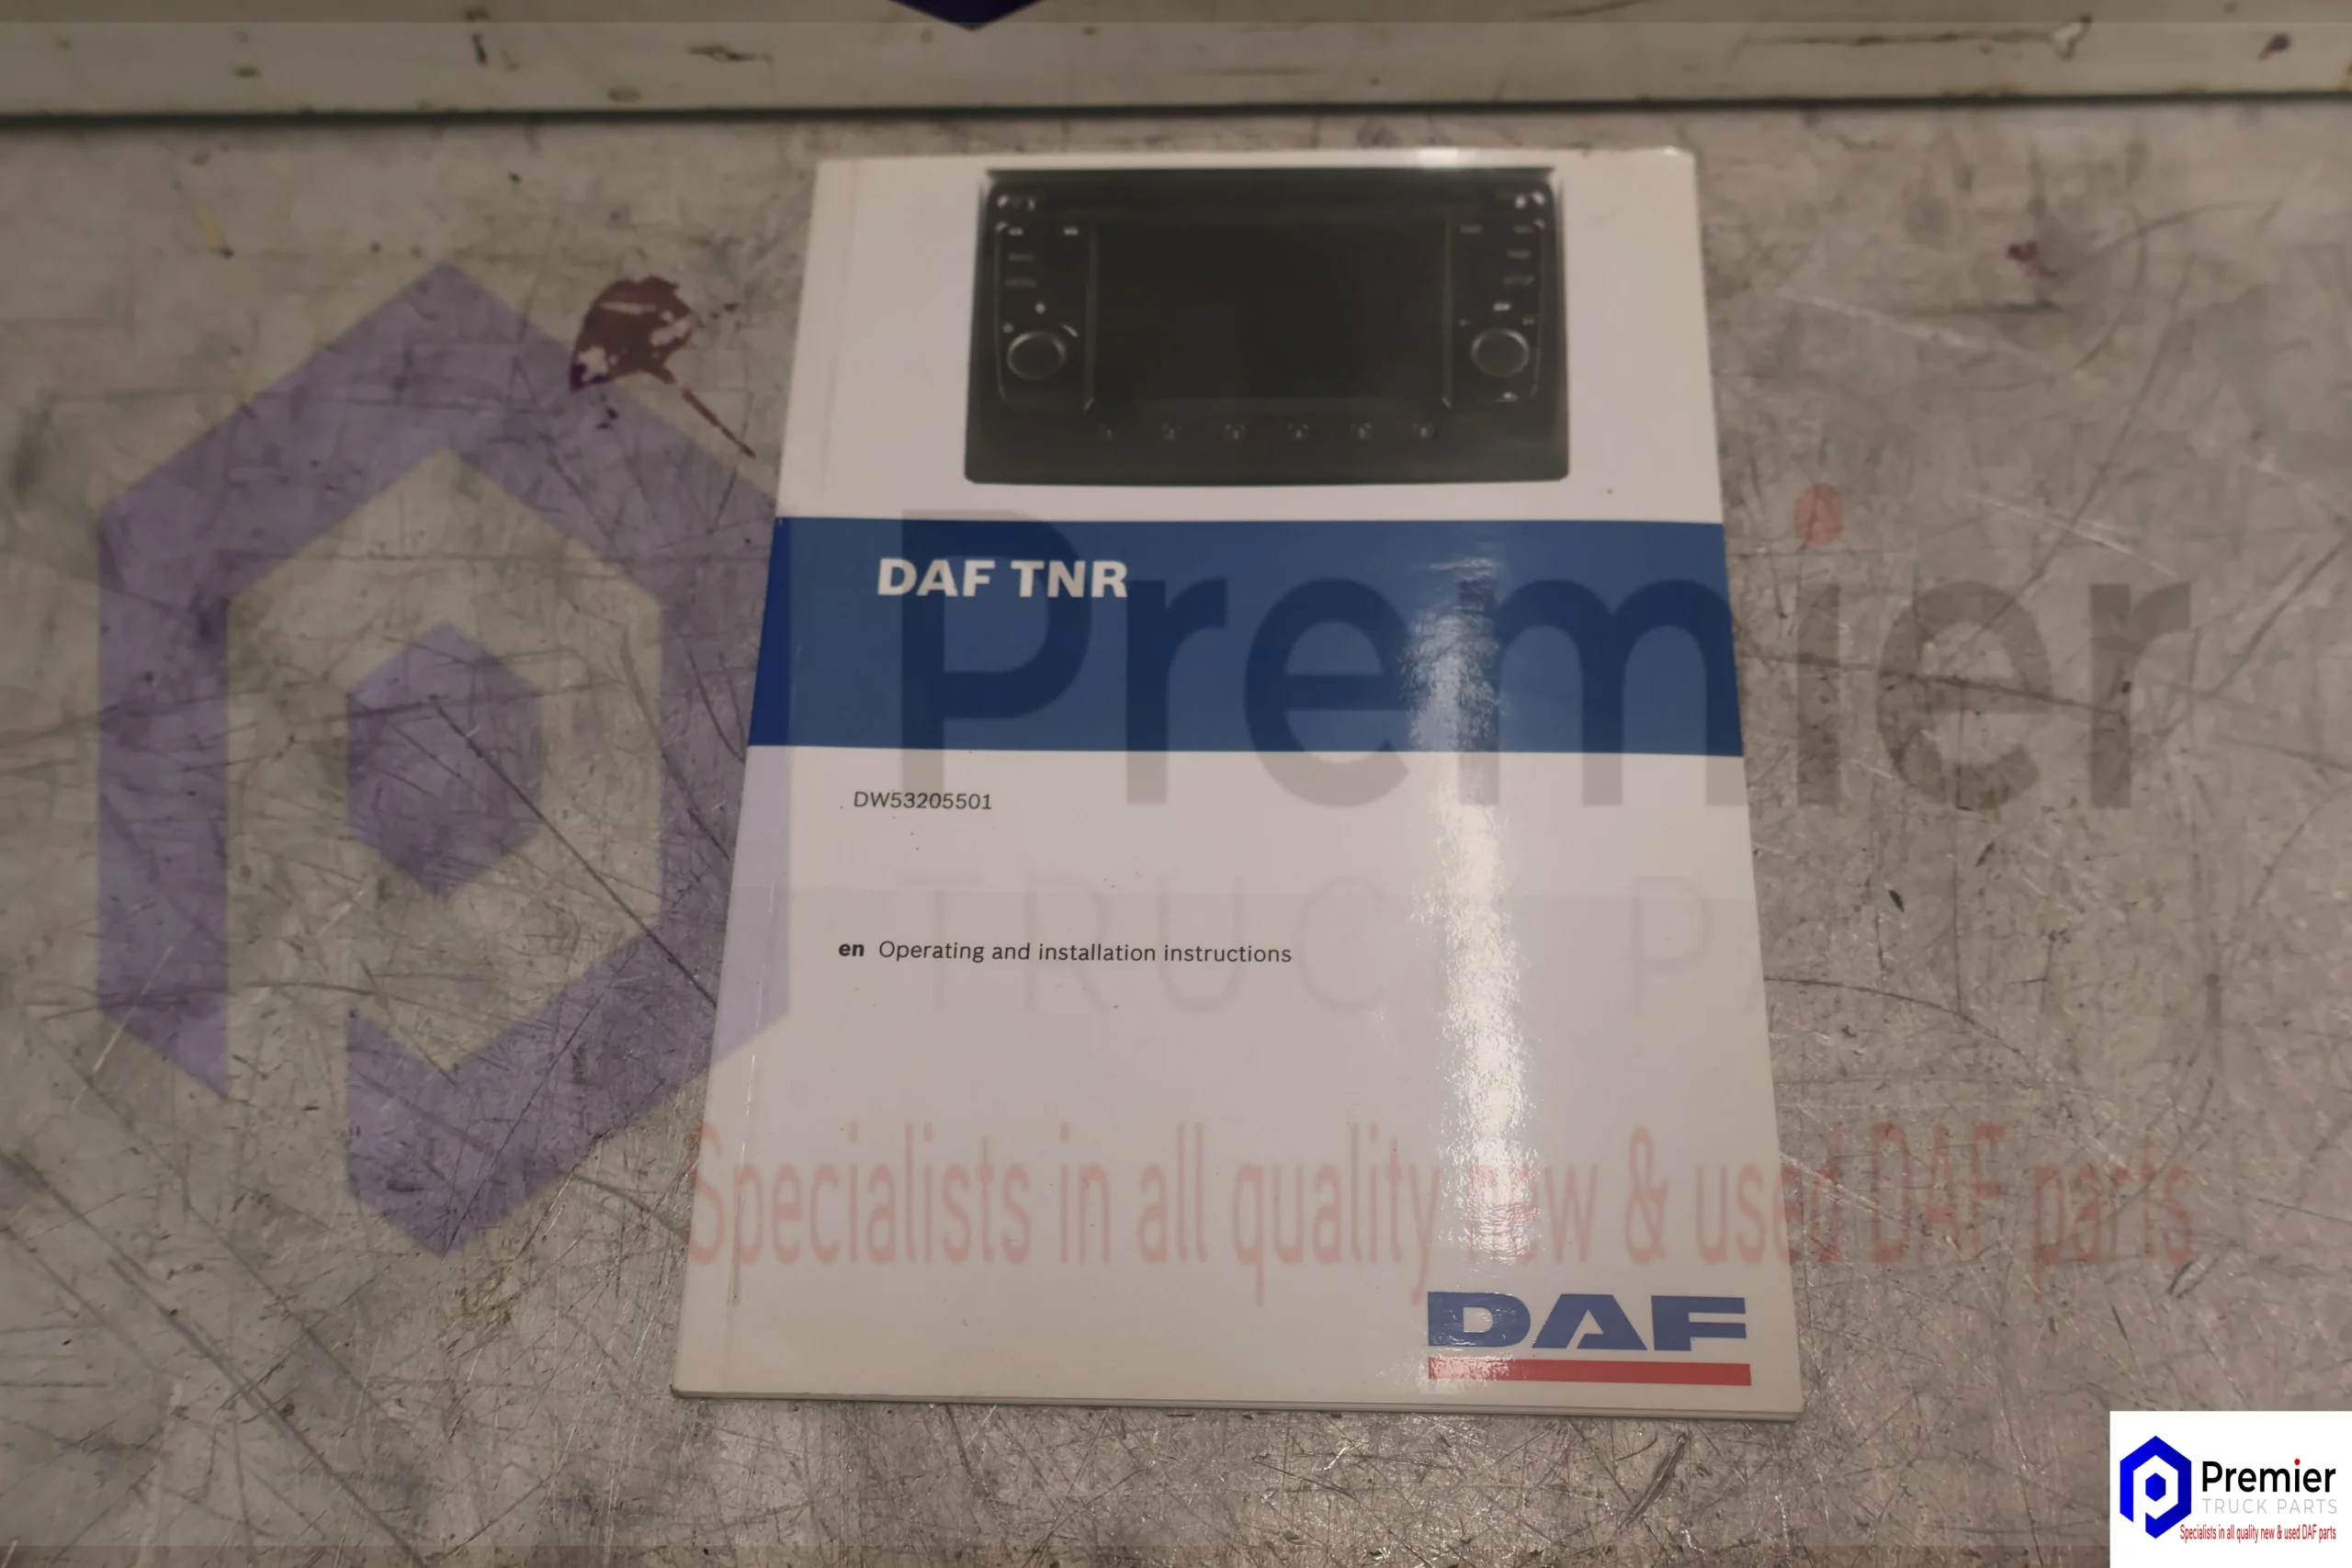 DAF TNR
Premier
DW53205501
TRUCK PARTS
en Operating and installation instructions
Specialists in all quality new & used DAF parts
DAF
Premier
TRUCK PARTS
Specialists in all quality new & used DAF parts